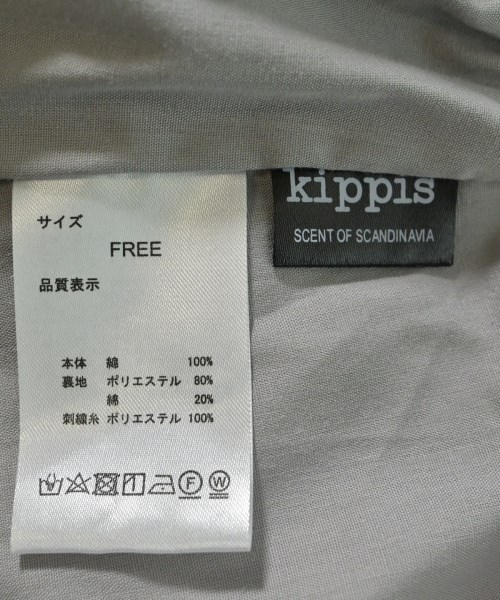 サイズ
FREE
品質表示
本体 綿 100%
裏地 ポリエステル 80%
綿 20%
刺繍糸 ポリエステル 100%
F W
kippis
SCENT OF SCANDINAVIA